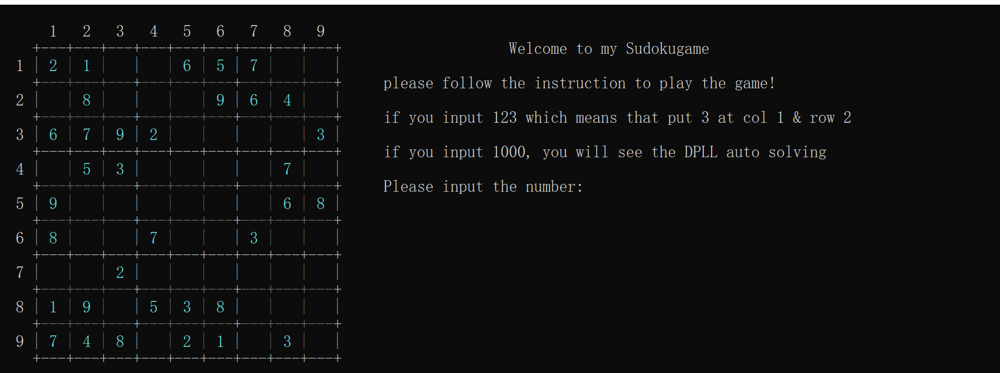 1 2 3 4 5 6 7 8 9
Welcome to my Sudokugame
1 2 1 6 5 7
please follow the instruction to play the game!
2 8 9 6 4
if you input 123 which means that put 3 at col 1 & row 2
3 6 7 9 2 3
if you input 1000, you will see the DPLL auto solving
4 5 3 7
Please input the number:
5 9 6 8
6 8 7 3
7 2
8 1 9 5 3 8
9 7 4 8 2 1 3